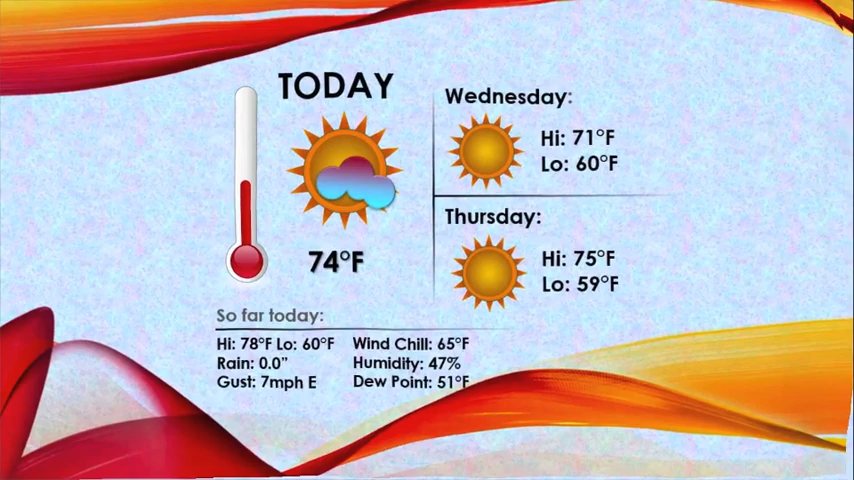 TODAY
74°F
Wednesday:
Hi: 71°F
Lo: 60°F
Thursday:
Hi: 75°F
Lo: 59°F
So far today:
Hi: 78°F Lo: 60°F
Rain: 0.0"
Gust: 7mph E
Wind Chill: 65°F
Humidity: 47%
Dew Point: 51°F